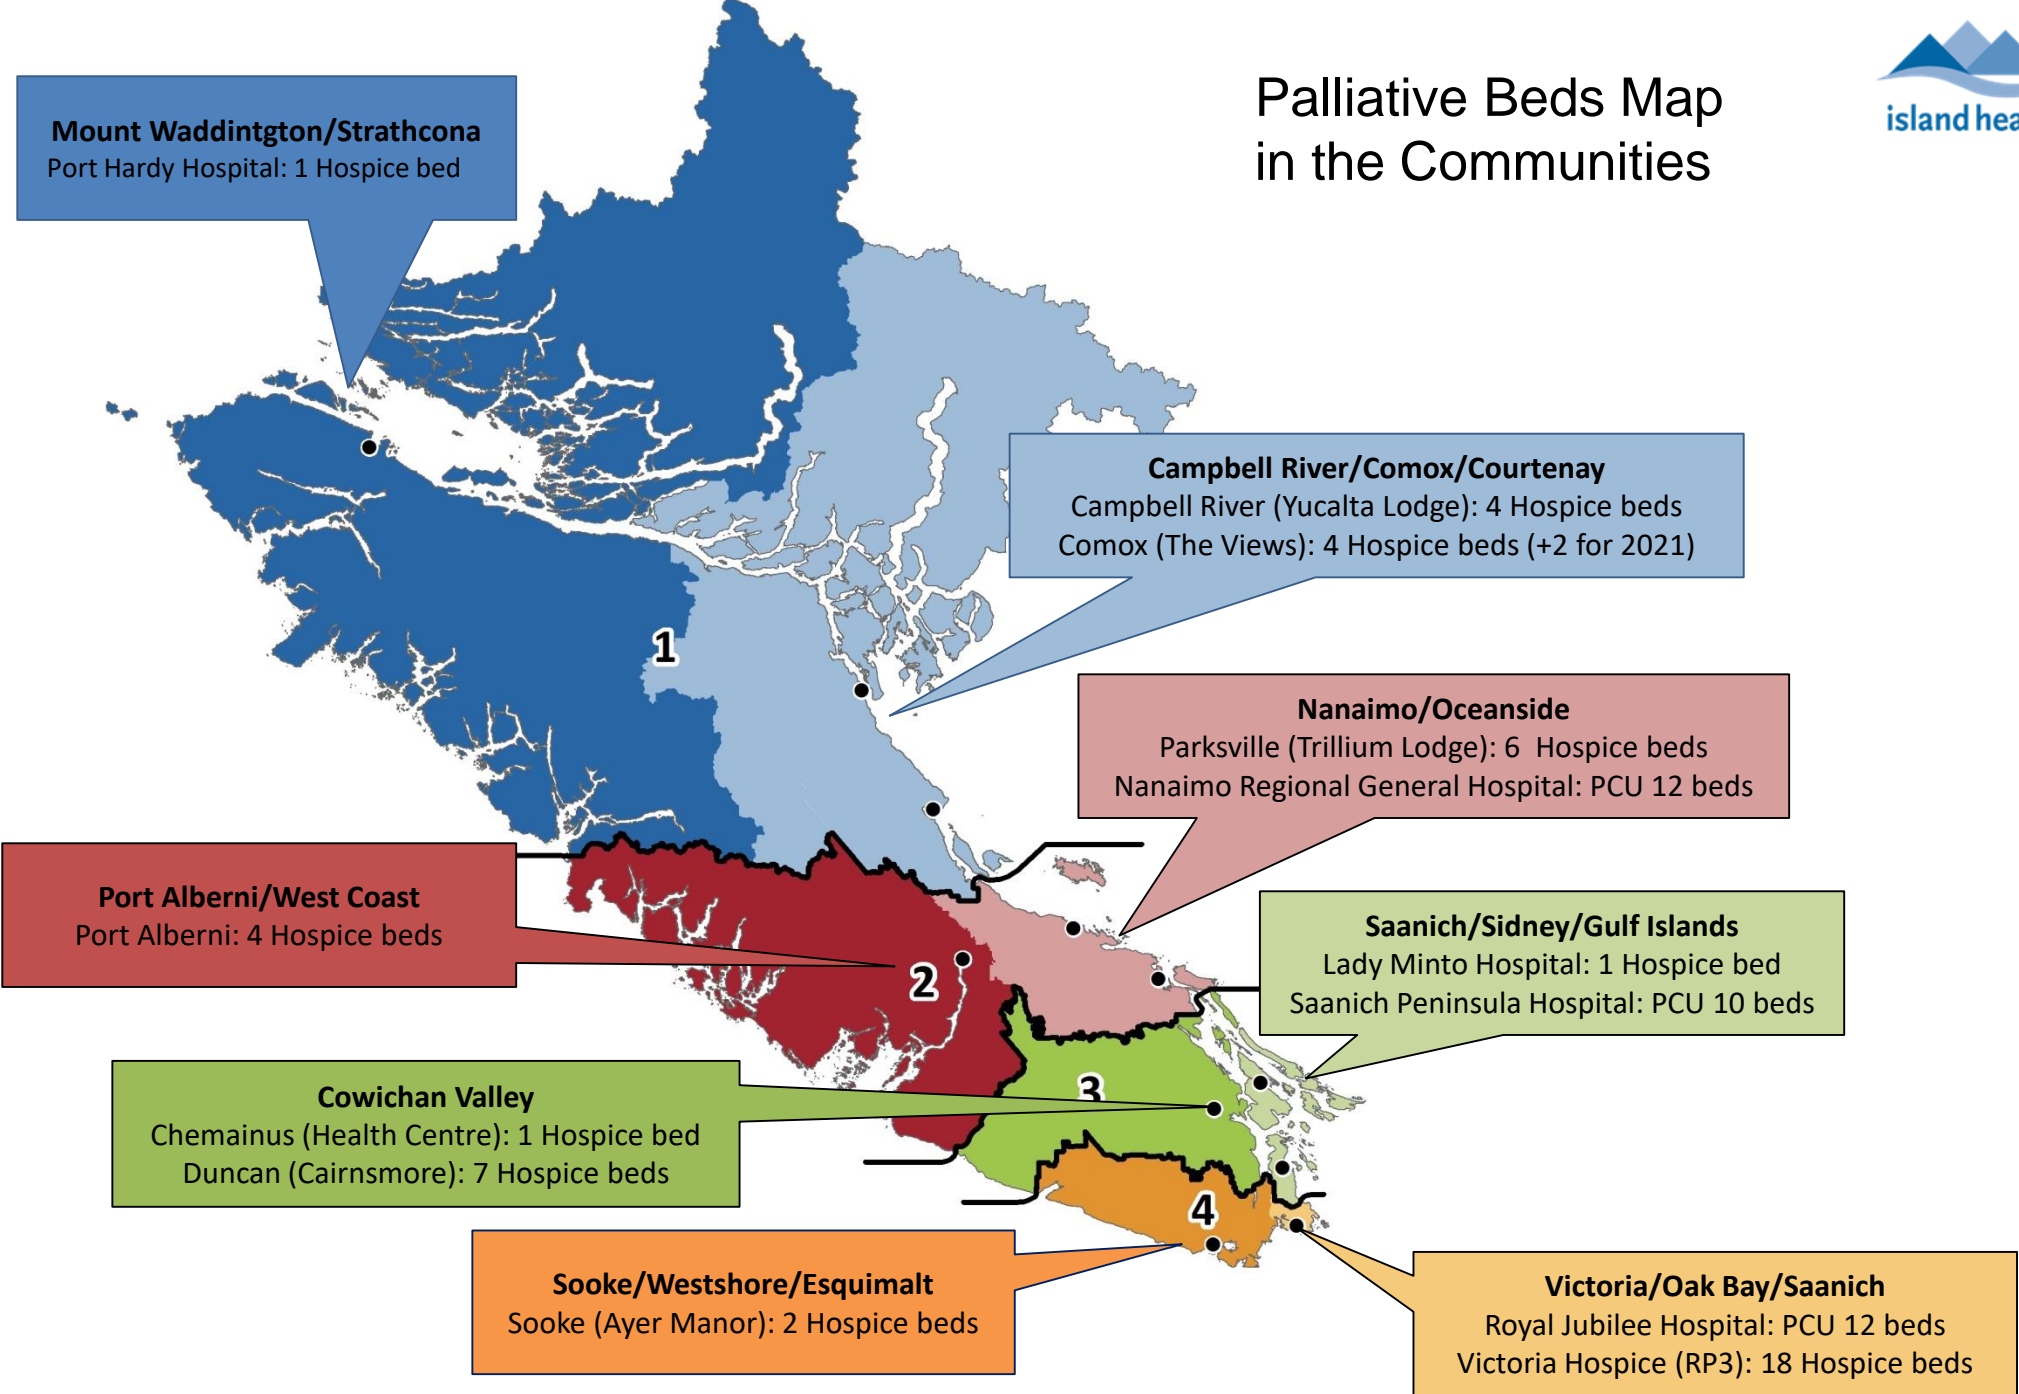 Palliative Beds Map
in the Communities
island hea
Mount Waddintgton/Strathcona
Port Hardy Hospital: 1 Hospice bed
Campbell River/Comox/Courtenay
Campbell River (Yucalta Lodge): 4 Hospice beds
Comox (The Views): 4 Hospice beds (+2 for 2021)
1
Nanaimo/Oceanside
Parksville (Trillium Lodge): 6 Hospice beds
Nanaimo Regional General Hospital: PCU 12 beds
Port Alberni/West Coast
Port Alberni: 4 Hospice beds
2
Saanich/Sidney/Gulf Islands
Lady Minto Hospital: 1 Hospice bed
Saanich Peninsula Hospital: PCU 10 beds
Cowichan Valley
Chemainus (Health Centre): 1 Hospice bed
Duncan (Cairnsmore): 7 Hospice beds
3
4
Sooke/Westshore/Esquimalt
Sooke (Ayer Manor): 2 Hospice beds
Victoria/Oak Bay/Saanich
Royal Jubilee Hospital: PCU 12 beds
Victoria Hospice (RP3): 18 Hospice beds